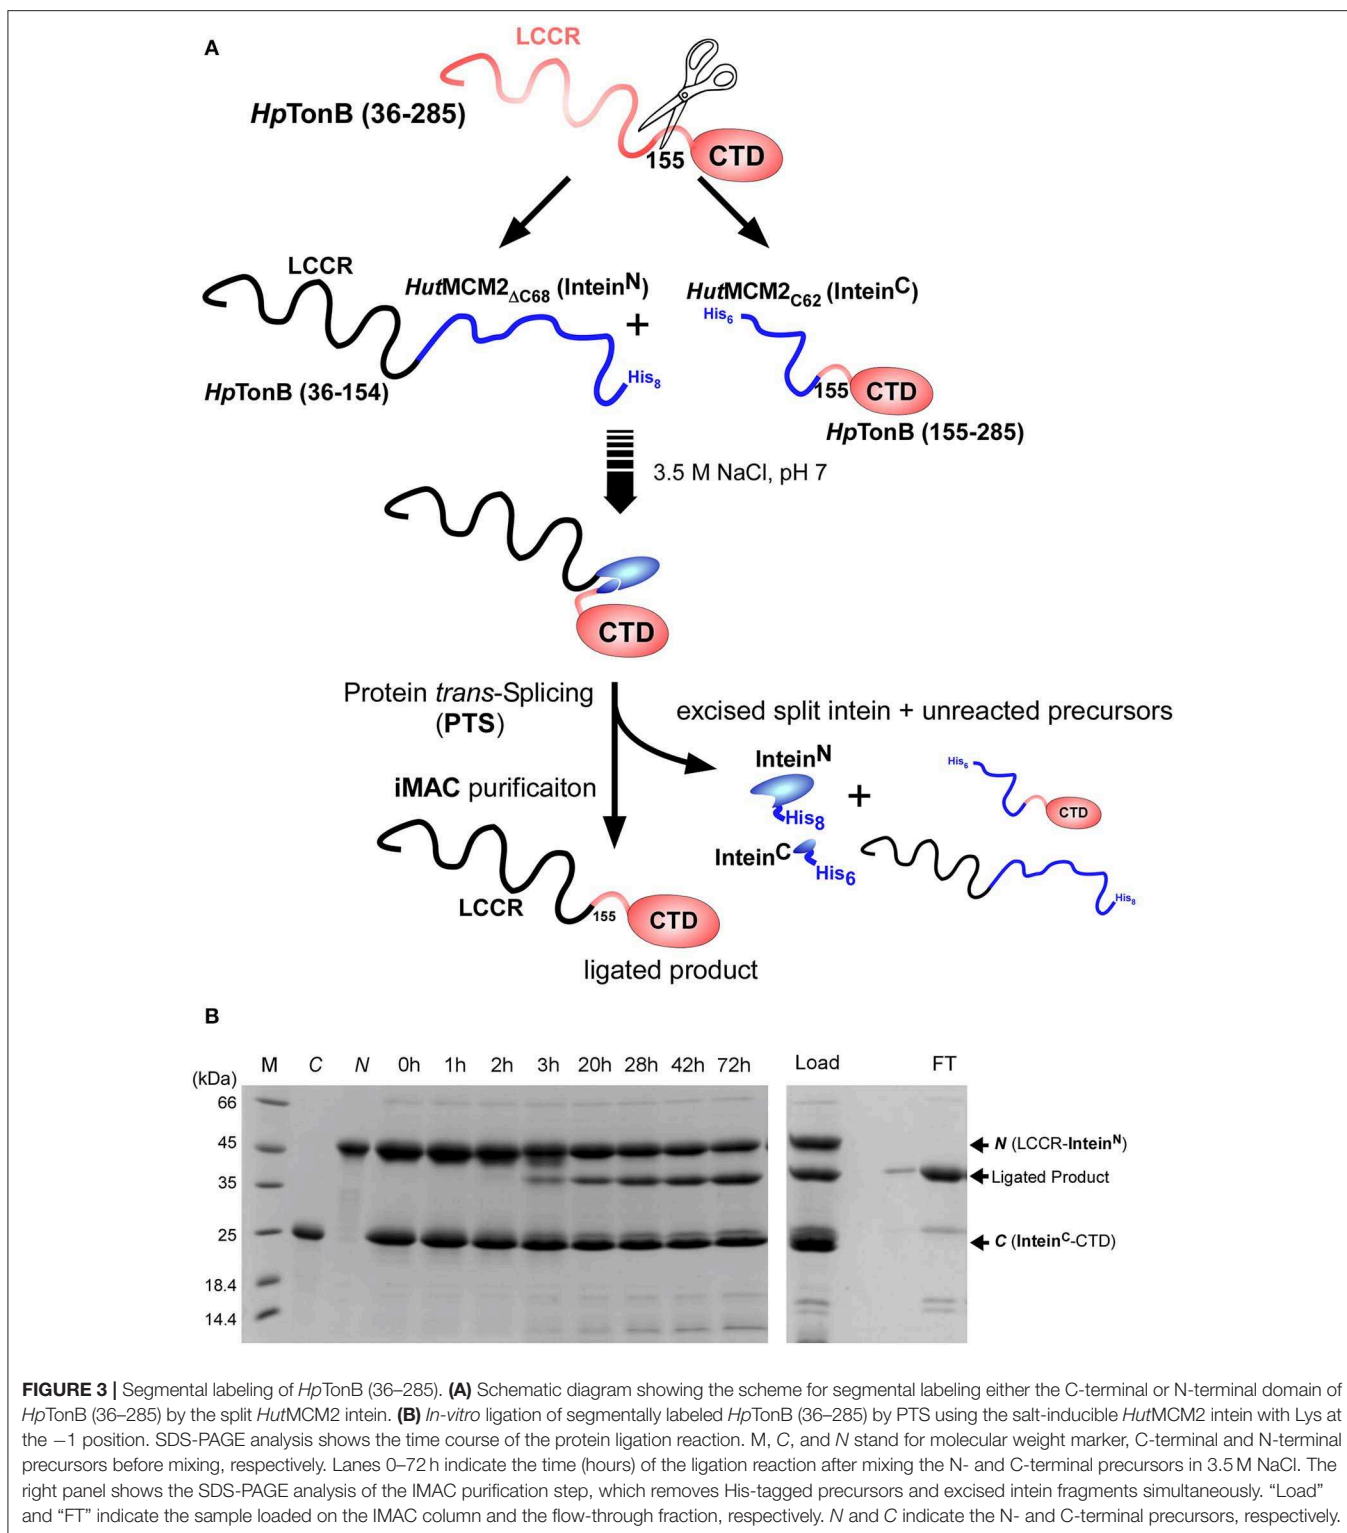 A
LCCR
HpTonB (36-285)
155
CTD
LCCR
HutMCM2ΔC68 (InteinN)
+
HutMCM2C62 (InteinC)
His6
His8
HpTonB (36-154)
155
CTD
HpTonB (155-285)
3.5 M NaCl, pH 7
CTD
Protein trans-Splicing
(PTS)
excised split intein + unreacted precursors
iMAC purificaiton
InteinN
His8
InteinC
His6
+
His6
CTD
His8
LCCR
155
CTD
ligated product
B
M C N 0h 1h 2h 3h 20h 28h 42h 72h Load FT
(kDa)
66
45
35
25
18.4
14.4
N (LCCR-InteinN)
Ligated Product
C (InteinC-CTD)
FIGURE 3 | Segmental labeling of HpTonB (36–285). (A) Schematic diagram showing the scheme for segmental labeling either the C-terminal or N-terminal domain of
HpTonB (36–285) by the split HutMCM2 intein. (B) In-vitro ligation of segmentally labeled HpTonB (36–285) by PTS using the salt-inducible HutMCM2 intein with Lys at
the −1 position. SDS-PAGE analysis shows the time course of the protein ligation reaction. M, C, and N stand for molecular weight marker, C-terminal and N-terminal
precursors before mixing, respectively. Lanes 0–72 h indicate the time (hours) of the ligation reaction after mixing the N- and C-terminal precursors in 3.5 M NaCl. The
right panel shows the SDS-PAGE analysis of the IMAC purification step, which removes His-tagged precursors and excised intein fragments simultaneously. “Load”
and “FT” indicate the sample loaded on the IMAC column and the flow-through fraction, respectively. N and C indicate the N- and C-terminal precursors, respectively.